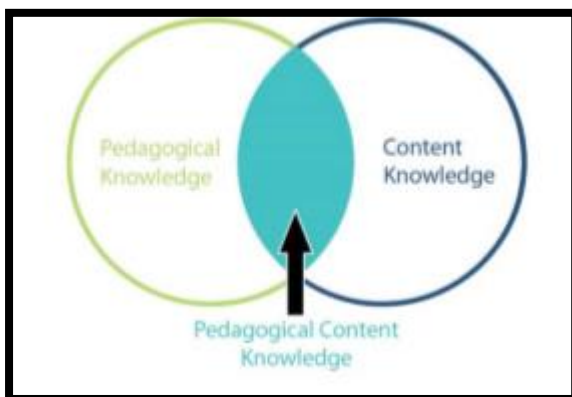 Pedagogical
Knowledge
Content
Knowledge
Pedagogical Content
Knowledge